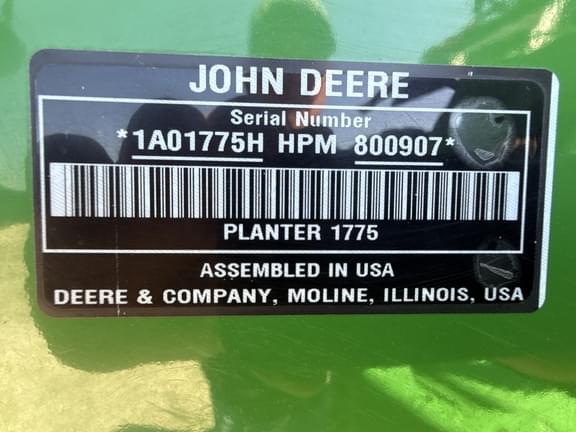 JOHN DEERE
Serial Number
*1A01775H HPM 800907*
PLANTER 1775
ASSEMBLED IN USA
DEERE & COMPANY, MOLINE, ILLINOIS, USA